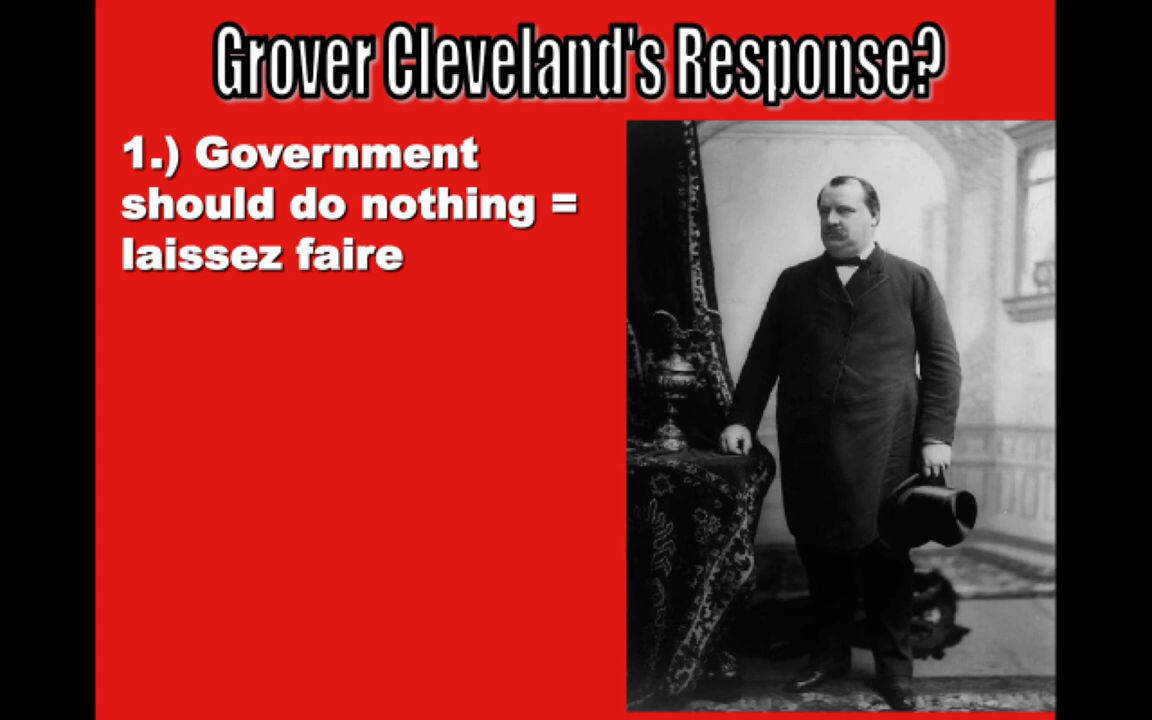 Grover Cleveland's Response?
1.) Government
should do nothing =
laissez faire